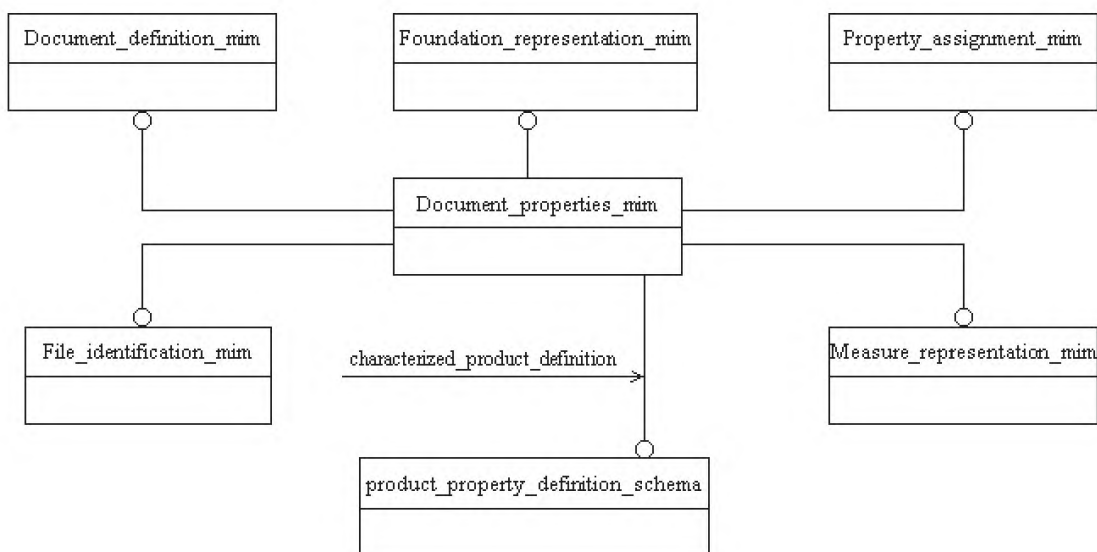 Document_definition_mim
Foundation_representation_mim
Property_assignment_mim
Document_properties_mim
File_identification_mim
characterized_product_definition
Measure_representation_mim
product_property_definition_schema